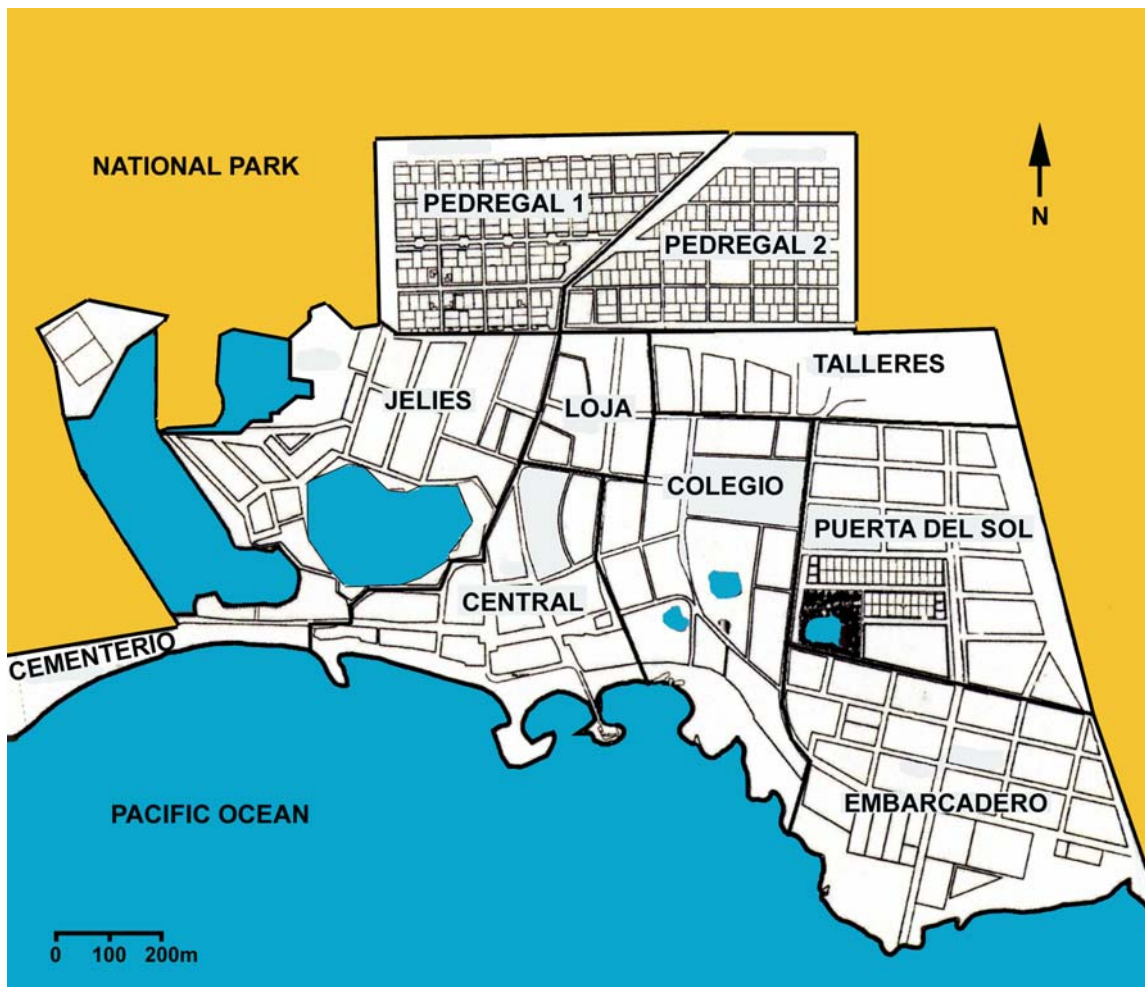 NATIONAL PARK
N
PEDREGAL 1
PEDREGAL 2
TALLERES
JELIES
LOJA
COLEGIO
PUERTA DEL SOL
CENTRAL
CEMENTERIO
EMBARCADERO
PACIFIC OCEAN
0 100 200m